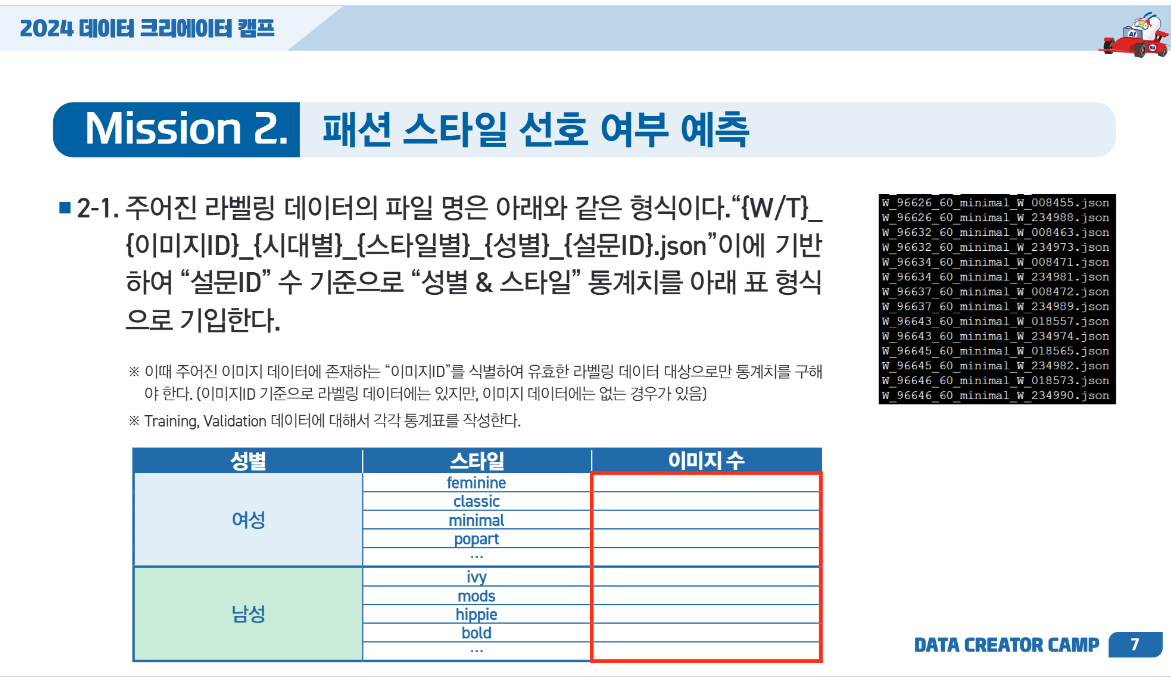 2024 데이터 크리에이터 캠프
AI
Mission 2. 패션 스타일 선호 여부 예측
2-1. 주어진 라벨링 데이터의 파일 명은 아래와 같은 형식이다.“{W/T}_
{이미지ID}_{시대별}_{스타일별}_{성별}_{설문ID}.json”이에 기반
하여 “설문ID” 수 기준으로 “성별 & 스타일” 통계치를 아래 표 형식
으로 기입한다.
※ 이때 주어진 이미지 데이터에 존재하는 “이미지ID”를 식별하여 유효한 라벨링 데이터 대상으로만 통계치를 구해
야 한다. (이미지ID 기준으로 라벨링 데이터에는 있지만, 이미지 데이터에는 없는 경우가 있음)
※ Training, Validation 데이터에 대해서 각각 통계표를 작성한다.
W_96626_60_minimal_W_008455.json
W_96626_60_minimal_W_234988.json
W_96632_60_minimal_W_008463.json
W_96632_60_minimal_W_234973.json
W_96634_60_minimal_W_008471.json
W_96634_60_minimal_W_234981.json
W_96637_60_minimal_W_008472.json
W_96637_60_minimal_W_234989.json
W_96643_60_minimal_W_018557.json
W_96643_60_minimal_W_234974.json
W_96645_60_minimal_W_018565.json
W_96645_60_minimal_W_234982.json
W_96646_60_minimal_W_018573.json
W_96646_60_minimal_W_234990.json
성별 스타일 이미지 수
여성
feminine
classic
minimal
popart
…
남성
ivy
mods
hippie
bold
…
DATA CREATOR CAMP 7